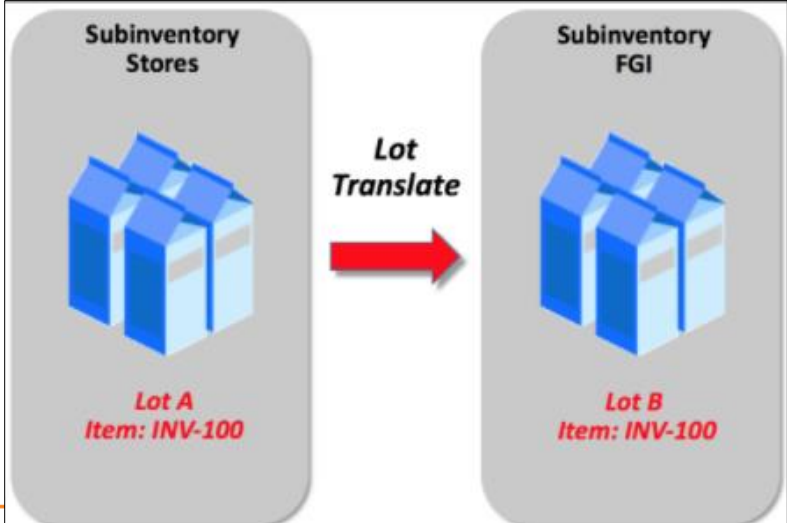 Subinventory
Stores
Lot A
Item: INV-100
Lot
Translate
Subinventory
FGI
Lot B
Item: INV-100